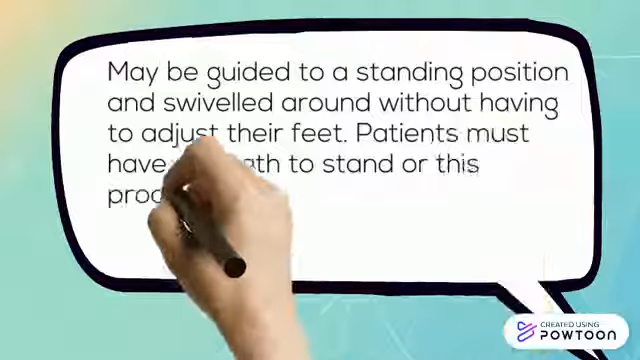 May be guided to a standing position
and swivelled around without having
to adjust their feet. Patients must
have to stand or this
CREATED USING
POWTOON